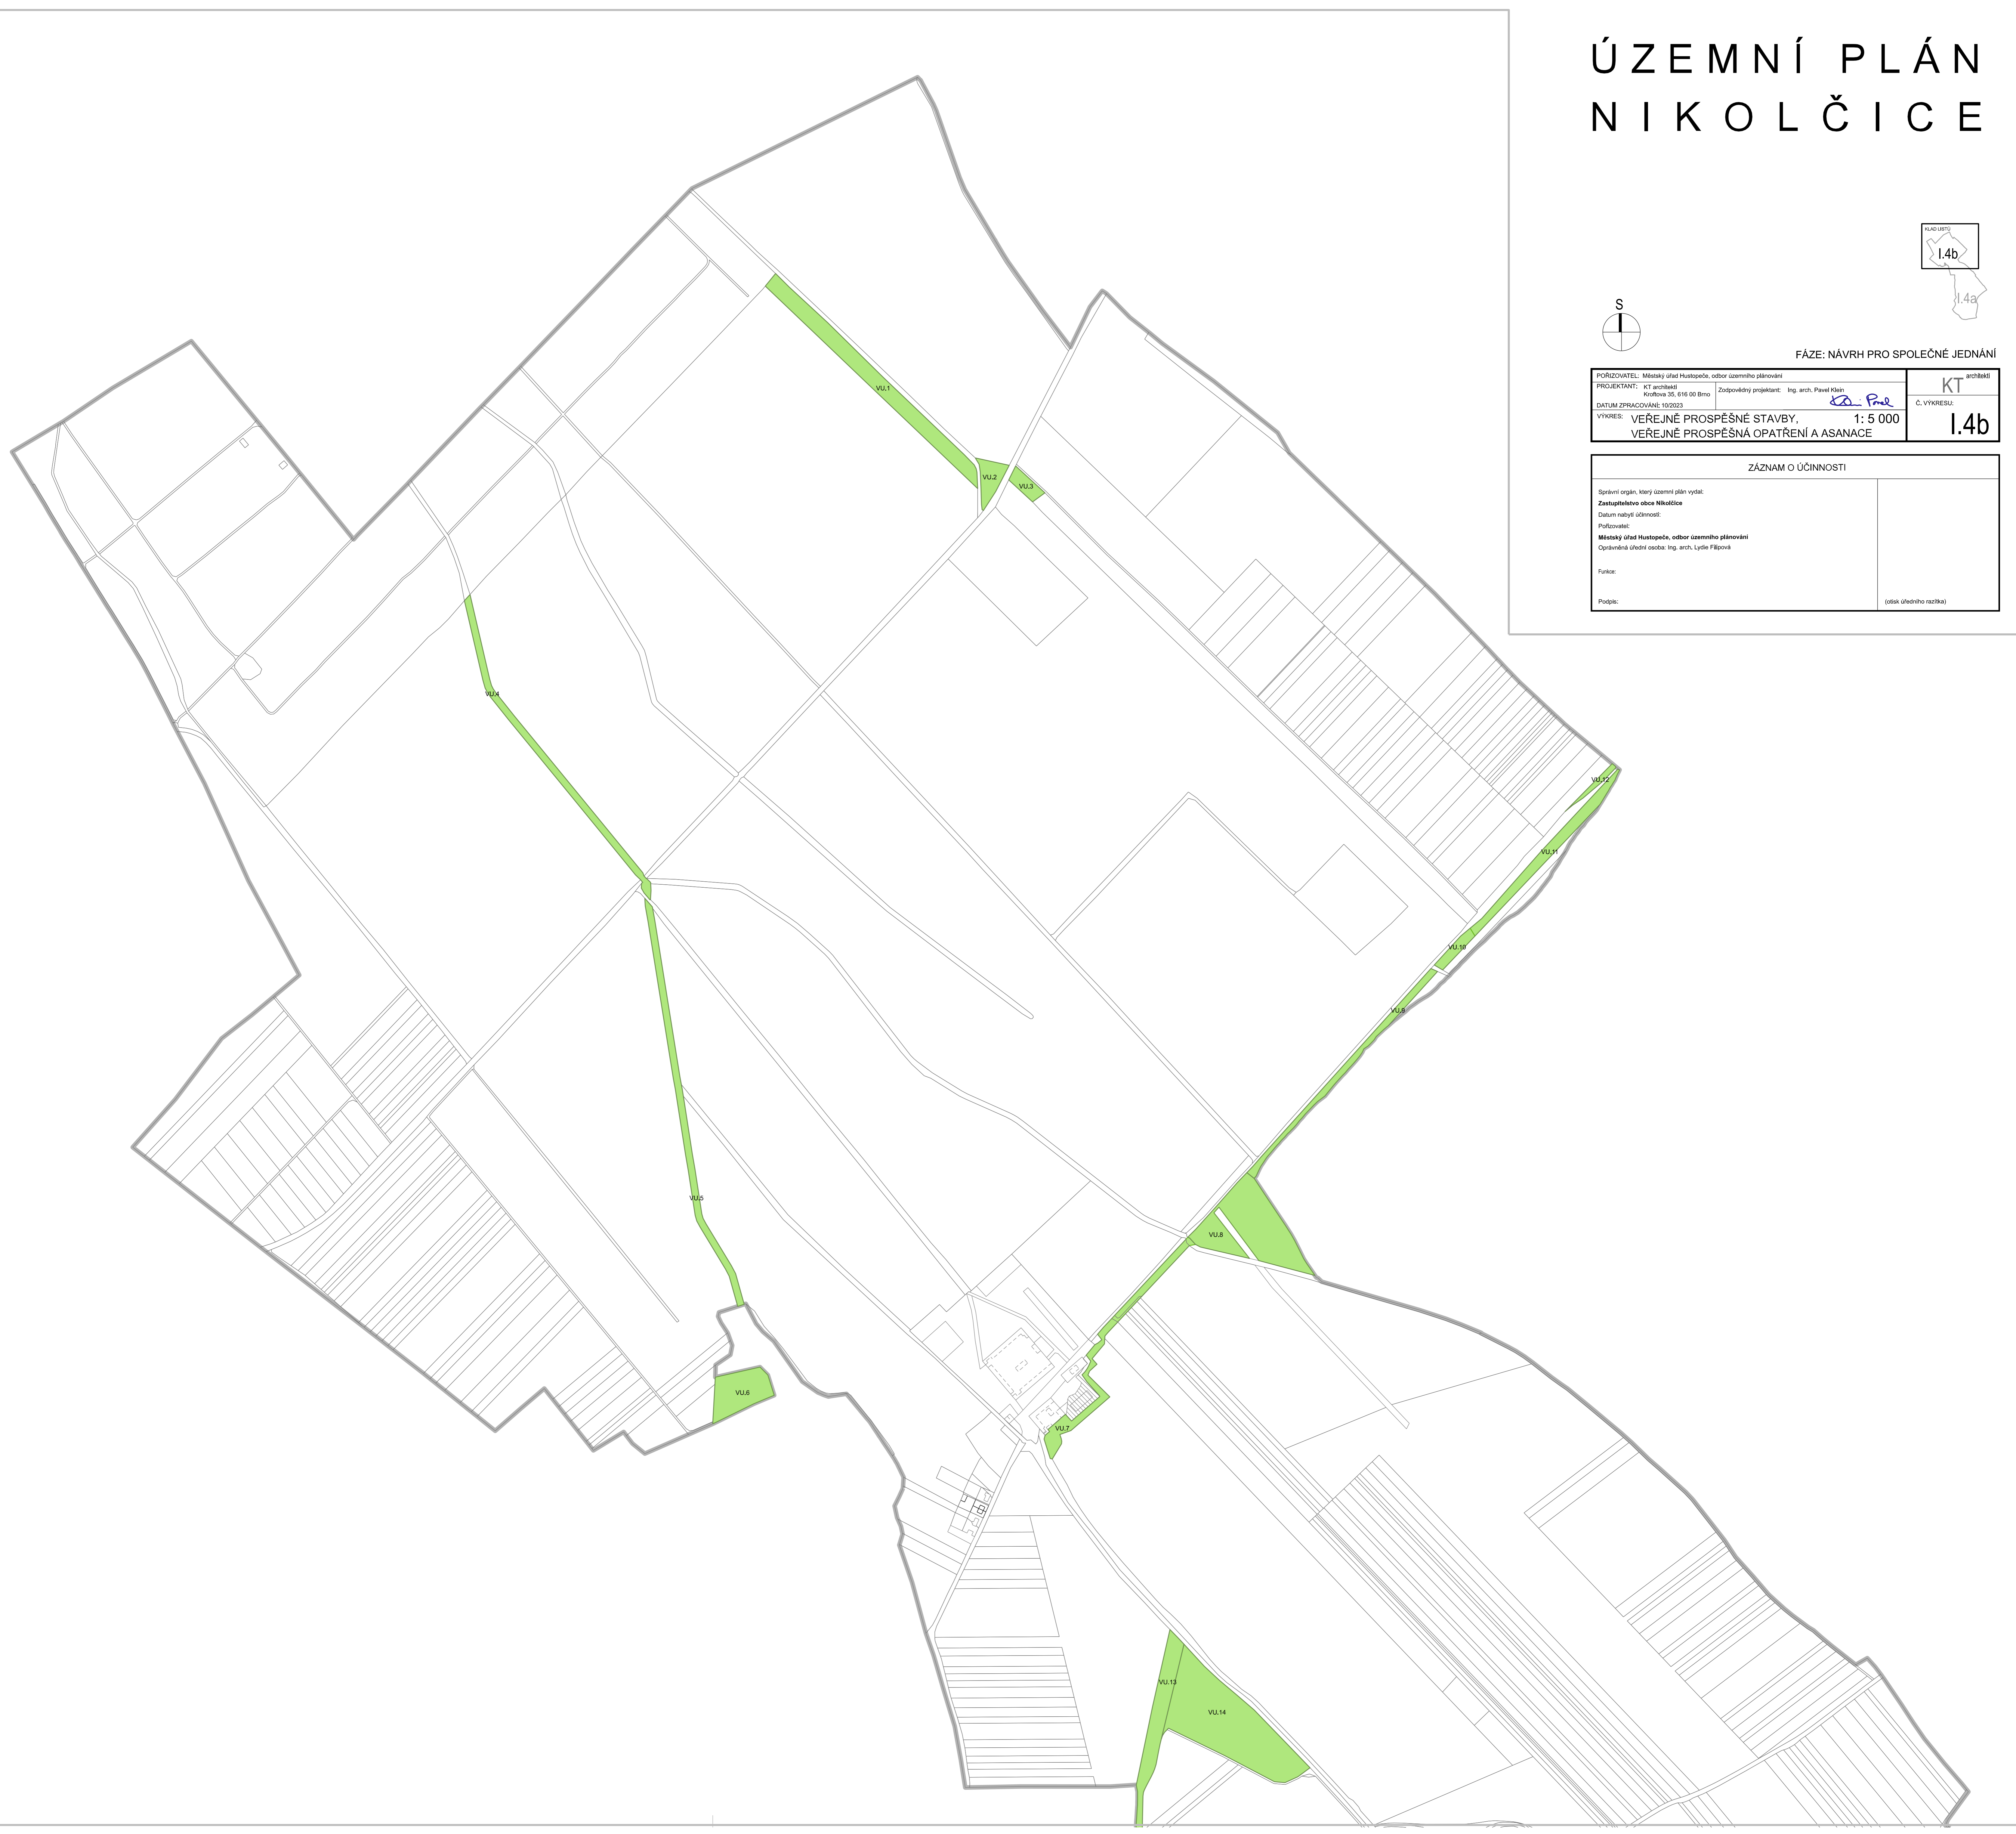 ÚZEMNÍ PLÁN
NIKOLČICE
KLAD LISTŮ
I.4b
I.4a
S
FÁZE: NÁVRH PRO SPOLEČNÉ JEDNÁNÍ
POŘIZOVATEL: Městský úřad Hustopeče, odbor územního plánování
PROJEKTANT: KT architekti
Kroftova 35, 616 00 Brno
Zodpovědný projektant: Ing. arch. Pavel Klein
DATUM ZPRACOVÁNÍ: 10/2023
KT architekti
Č. VÝKRESU:
VÝKRES: VEŘEJNĚ PROSPĚŠNÉ STAVBY, 1: 5 000
VEŘEJNĚ PROSPĚŠNÁ OPATŘENÍ A ASANACE
I.4b
ZÁZNAM O ÚČINNOSTI
Správní orgán, který územní plán vydal:
Zastupitelstvo obce Nikolčice
Datum nabytí účinnosti:
Pořizovatel:
Městský úřad Hustopeče, odbor územního plánování
Oprávněná úřední osoba: Ing. arch. Lydie Filipová
Funkce:
Podpis:
(otisk úředního razítka)
VU.1
VU.2
VU.3
VU.4
VU.12
VU.11
VU.10
VU.9
VU.5
VU.8
VU.6
VU.7
VU.13
VU.14